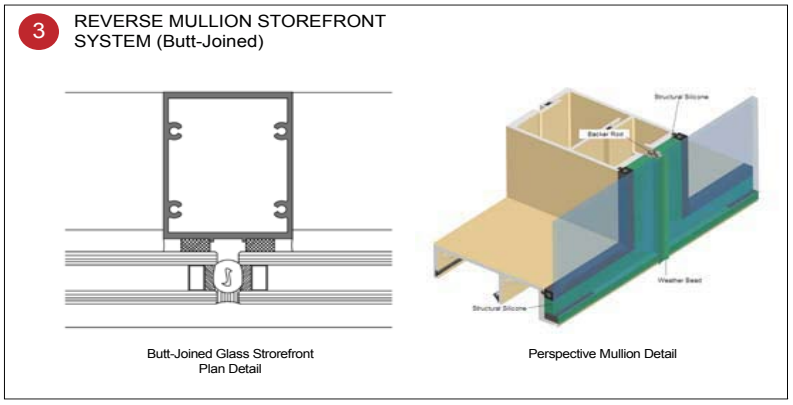 3
REVERSE MULLION STOREFRONT
SYSTEM (Butt-Joined)
Structural Silicone
Backer Rod
Weather Bead
Structural Silicone
Butt-Joined Glass Strorefront
Plan Detail
Perspective Mullion Detail